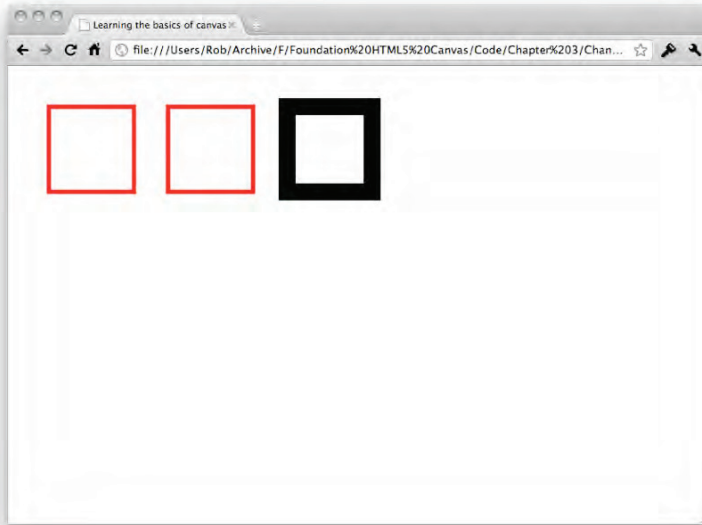 Learning the basics of canvas
file:///Users/Rob/Archive/F/Foundation%20HTML5%20Canvas/Code/Chapter%203/Chan...